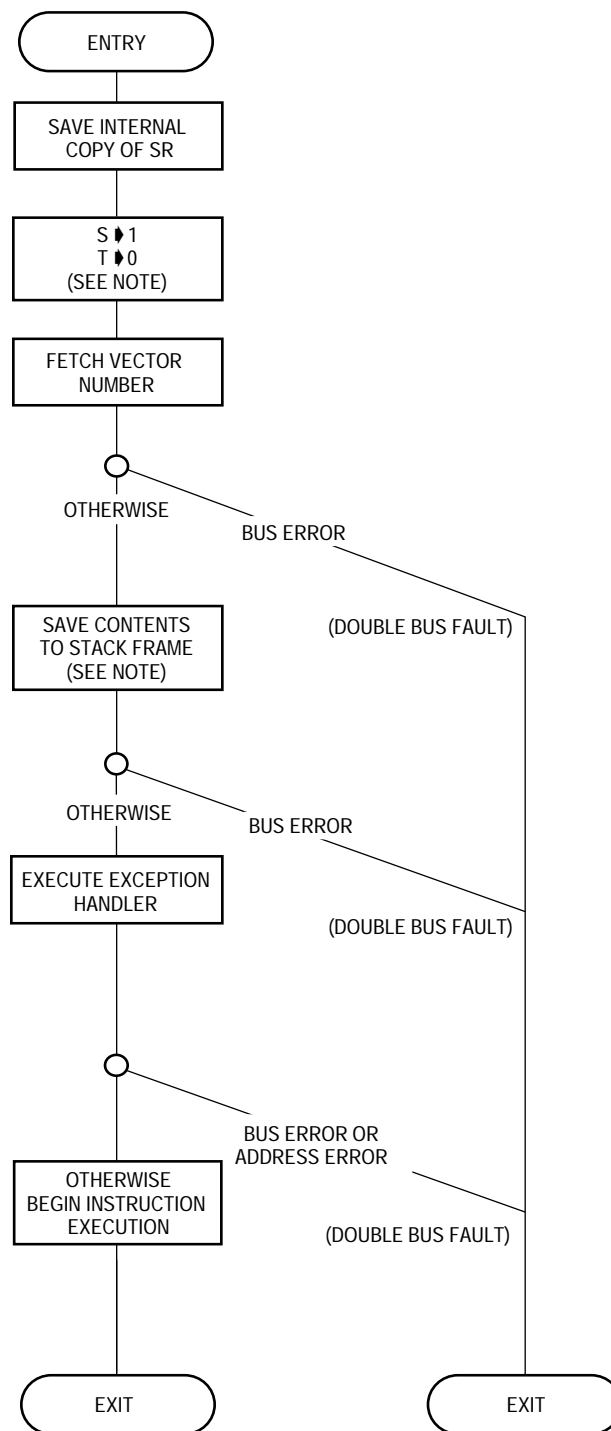 ENTRY
SAVE INTERNAL
COPY OF SR
S ➧ 1
T ➧ 0
(SEE NOTE)
FETCH VECTOR
NUMBER
OTHERWISE
BUS ERROR
(DOUBLE BUS FAULT)
SAVE CONTENTS
TO STACK FRAME
(SEE NOTE)
OTHERWISE
BUS ERROR
(DOUBLE BUS FAULT)
EXECUTE EXCEPTION
HANDLER
BUS ERROR OR
ADDRESS ERROR
(DOUBLE BUS FAULT)
OTHERWISE
BEGIN INSTRUCTION
EXECUTION
EXIT
EXIT